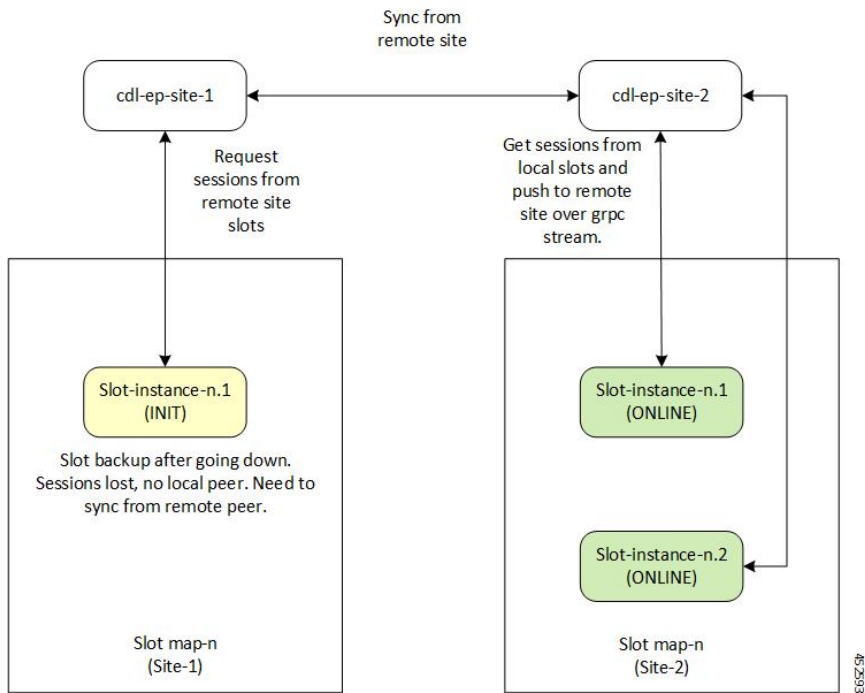 Sync from
remote site
cdl-ep-site-1
cdl-ep-site-2
Request
sessions from
remote site
slots
Get sessions from
local slots and
push to remote
site over grpc
stream.
Slot-instance-n.1
(INIT)
Slot-instance-n.1
(ONLINE)
Slot backup after going down.
Sessions lost, no local peer. Need to
sync from remote peer.
Slot-instance-n.2
(ONLINE)
Slot map-n
(Site-1)
Slot map-n
(Site-2)
452293